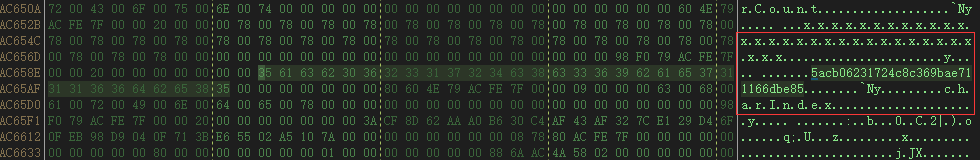 AC650A 72 00 43 00 6F 00 75 00 6E 00 74 00 00 00 00 00 00 00 00 00 00 00 00 00 00 00 00 00 00 00 60 4E 79 r.C.o.u.n.t..................`Ny
AC652B AC FE 7F 00 00 20 00 00 00 00 00 78 00 78 00 78 00 78 00 78 00 78 00 78 00 78 00 78 00 78 00 78 00 ..... .....x.x.x.x.x.x.x.x.x.x.x.
AC654C 78 00 78 00 78 00 78 00 78 00 78 00 78 00 78 00 78 00 78 00 78 00 78 00 78 00 78 00 78 00 78 00 78 x.x.x.x.x.x.x.x.x.x.x.x.x.x.x.x.x
AC656D 00 78 00 78 00 78 00 78 00 00 00 00 00 00 00 00 00 00 00 00 00 00 00 00 00 00 00 98 F0 79 AC FE 7F .x.x.x.x.....................y...
AC658E 00 00 20 00 00 00 00 00 00 00 35 61 63 62 30 36 32 33 31 37 32 34 63 38 63 33 36 39 62 61 65 37 31 .. .......5acb06231724c8c369bae71
AC65AF 31 31 36 36 64 62 65 38 35 00 00 00 00 00 00 00 60 4E 79 AC FE 7F 00 00 09 00 00 00 00 00 63 00 68 1166dbe85.......`Ny...........c.h
AC65D0 61 00 72 00 49 00 6E 00 64 00 65 00 78 00 00 00 00 00 00 00 00 00 00 00 00 00 00 00 00 00 00 00 98 a.r.I.n.d.e.x....................
AC65F1 F0 79 AC FE 7F 00 00 20 00 00 00 00 00 00 00 3A CF 8D 62 AA A0 B6 30 C4 AF 43 AF 32 7C E1 29 D4 6F .y..... .......:..b...0..C.2|.).o
AC6612 0F EB 98 D9 04 0F 71 3B E6 55 02 A5 10 7A 00 00 00 00 00 00 00 00 00 00 08 78 80 AC FE 7F 00 00 00 ......q;.U...z...........x.......
AC6633 00 00 00 00 00 00 00 00 00 00 00 00 00 01 00 00 00 00 00 00 00 88 6A AC 4A 58 02 00 00 00 00 00 00 ......................j.JX.......